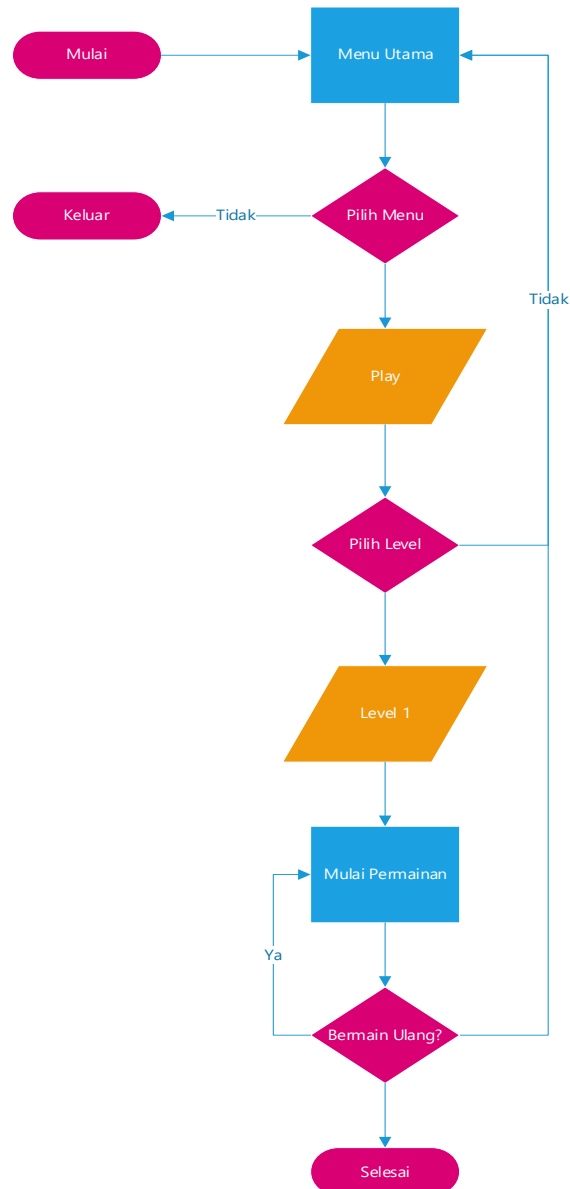 Mulai
Menu Utama
Keluar
Tidak
Pilih Menu
Tidak
Play
Pilih Level
Level 1
Mulai Permainan
Ya
Bermain Ulang?
Selesai